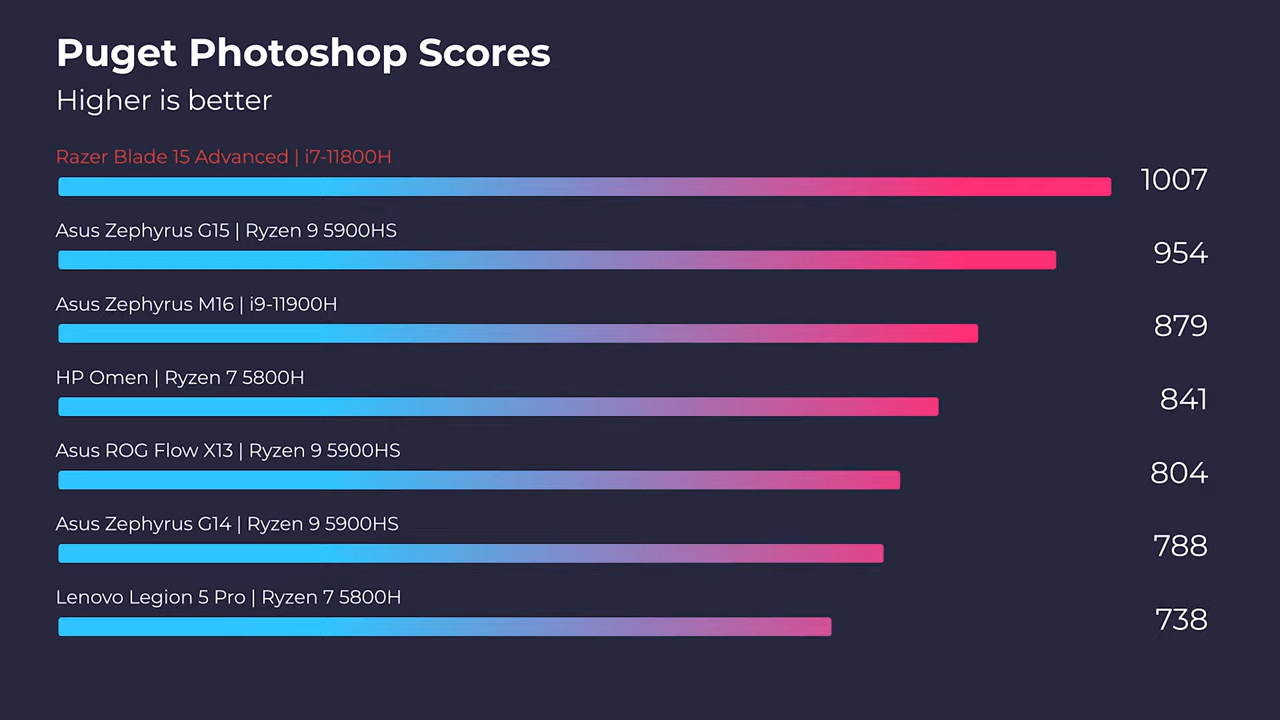 Puget Photoshop Scores
Higher is better
Razer Blade 15 Advanced | i7-11800H
1007
Asus Zephyrus G15 | Ryzen 9 5900HS
954
Asus Zephyrus M16 | i9-11900H
879
HP Omen | Ryzen 7 5800H
841
Asus ROG Flow X13 | Ryzen 9 5900HS
804
Asus Zephyrus G14 | Ryzen 9 5900HS
788
Lenovo Legion 5 Pro | Ryzen 7 5800H
738